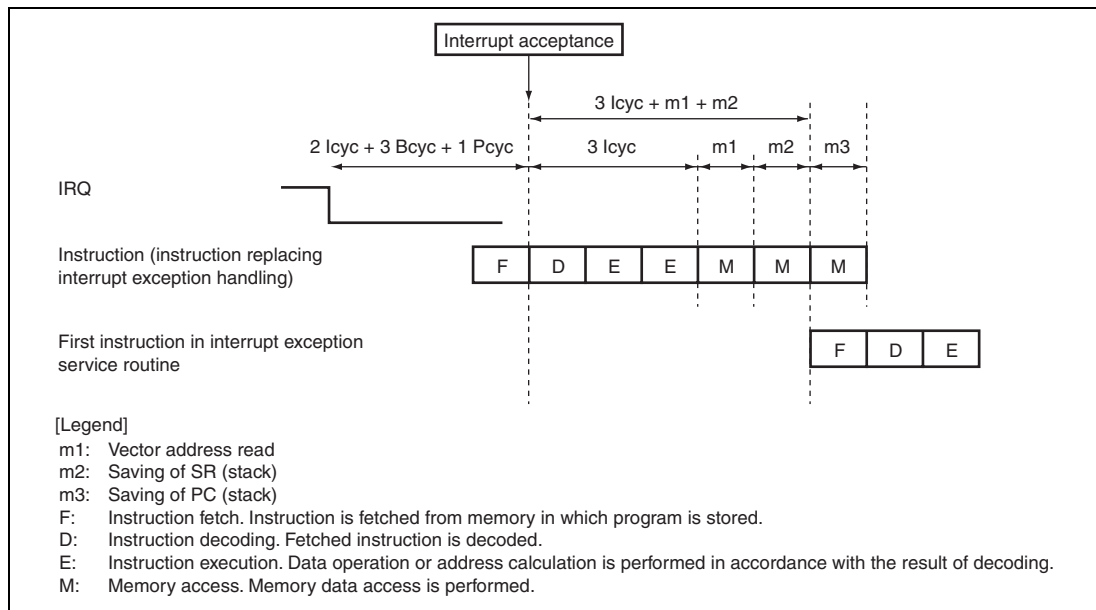 Interrupt acceptance
3 Icyc + m1 + m2
2 Icyc + 3 Bcyc + 1 Pcyc
3 Icyc
m1
m2
m3
IRQ
Instruction (instruction replacing
interrupt exception handling)
F D E E M M M
First instruction in interrupt exception
service routine
F D E
[Legend]
m1: Vector address read
m2: Saving of SR (stack)
m3: Saving of PC (stack)
F: Instruction fetch. Instruction is fetched from memory in which program is stored.
D: Instruction decoding. Fetched instruction is decoded.
E: Instruction execution. Data operation or address calculation is performed in accordance with the result of decoding.
M: Memory access. Memory data access is performed.